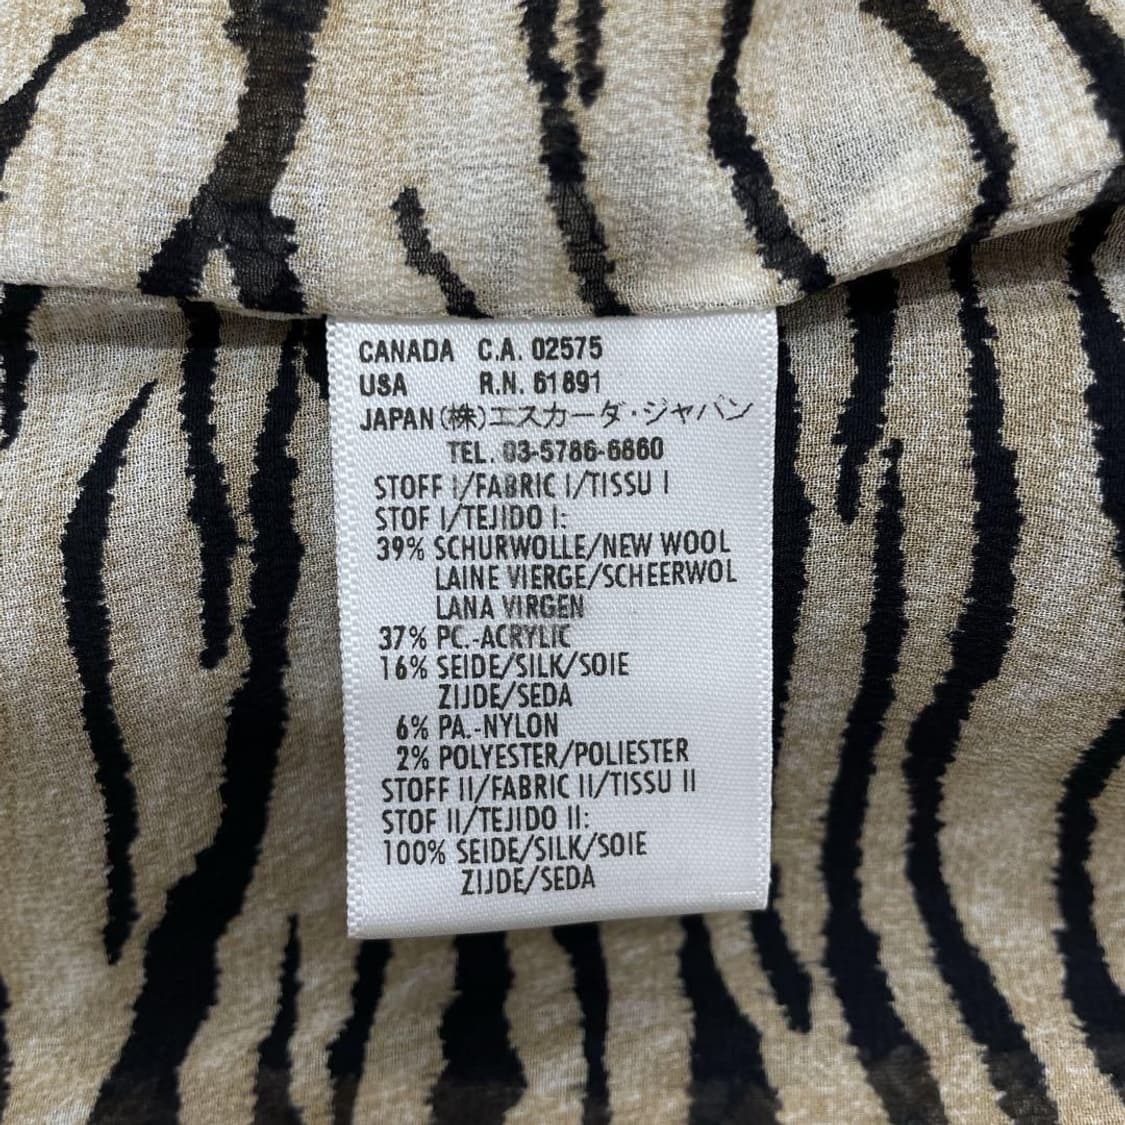 CANADA C.A. 02575
USA R.N. 61891
JAPAN (株)エスカーダ・ジャパン
TEL. 03-5786-6860
STOFF I/FABRIC I/TISSU I
STOF I/TEJIDO I:
39% SCHURWOLLE/NEW WOOL
LAINE VIERGE/SCHEERWOL
LANA VIRGEN
37% PC.-ACRYLIC
16% SEIDE/SILK/SOIE
ZIJDE/SEDA
6% PA.-NYLON
2% POLYESTER/POLIESTER
STOFF II/FABRIC II/TISSU II
STOF II/TEJIDO II:
100% SEIDE/SILK/SOIE
ZIJDE/SEDA